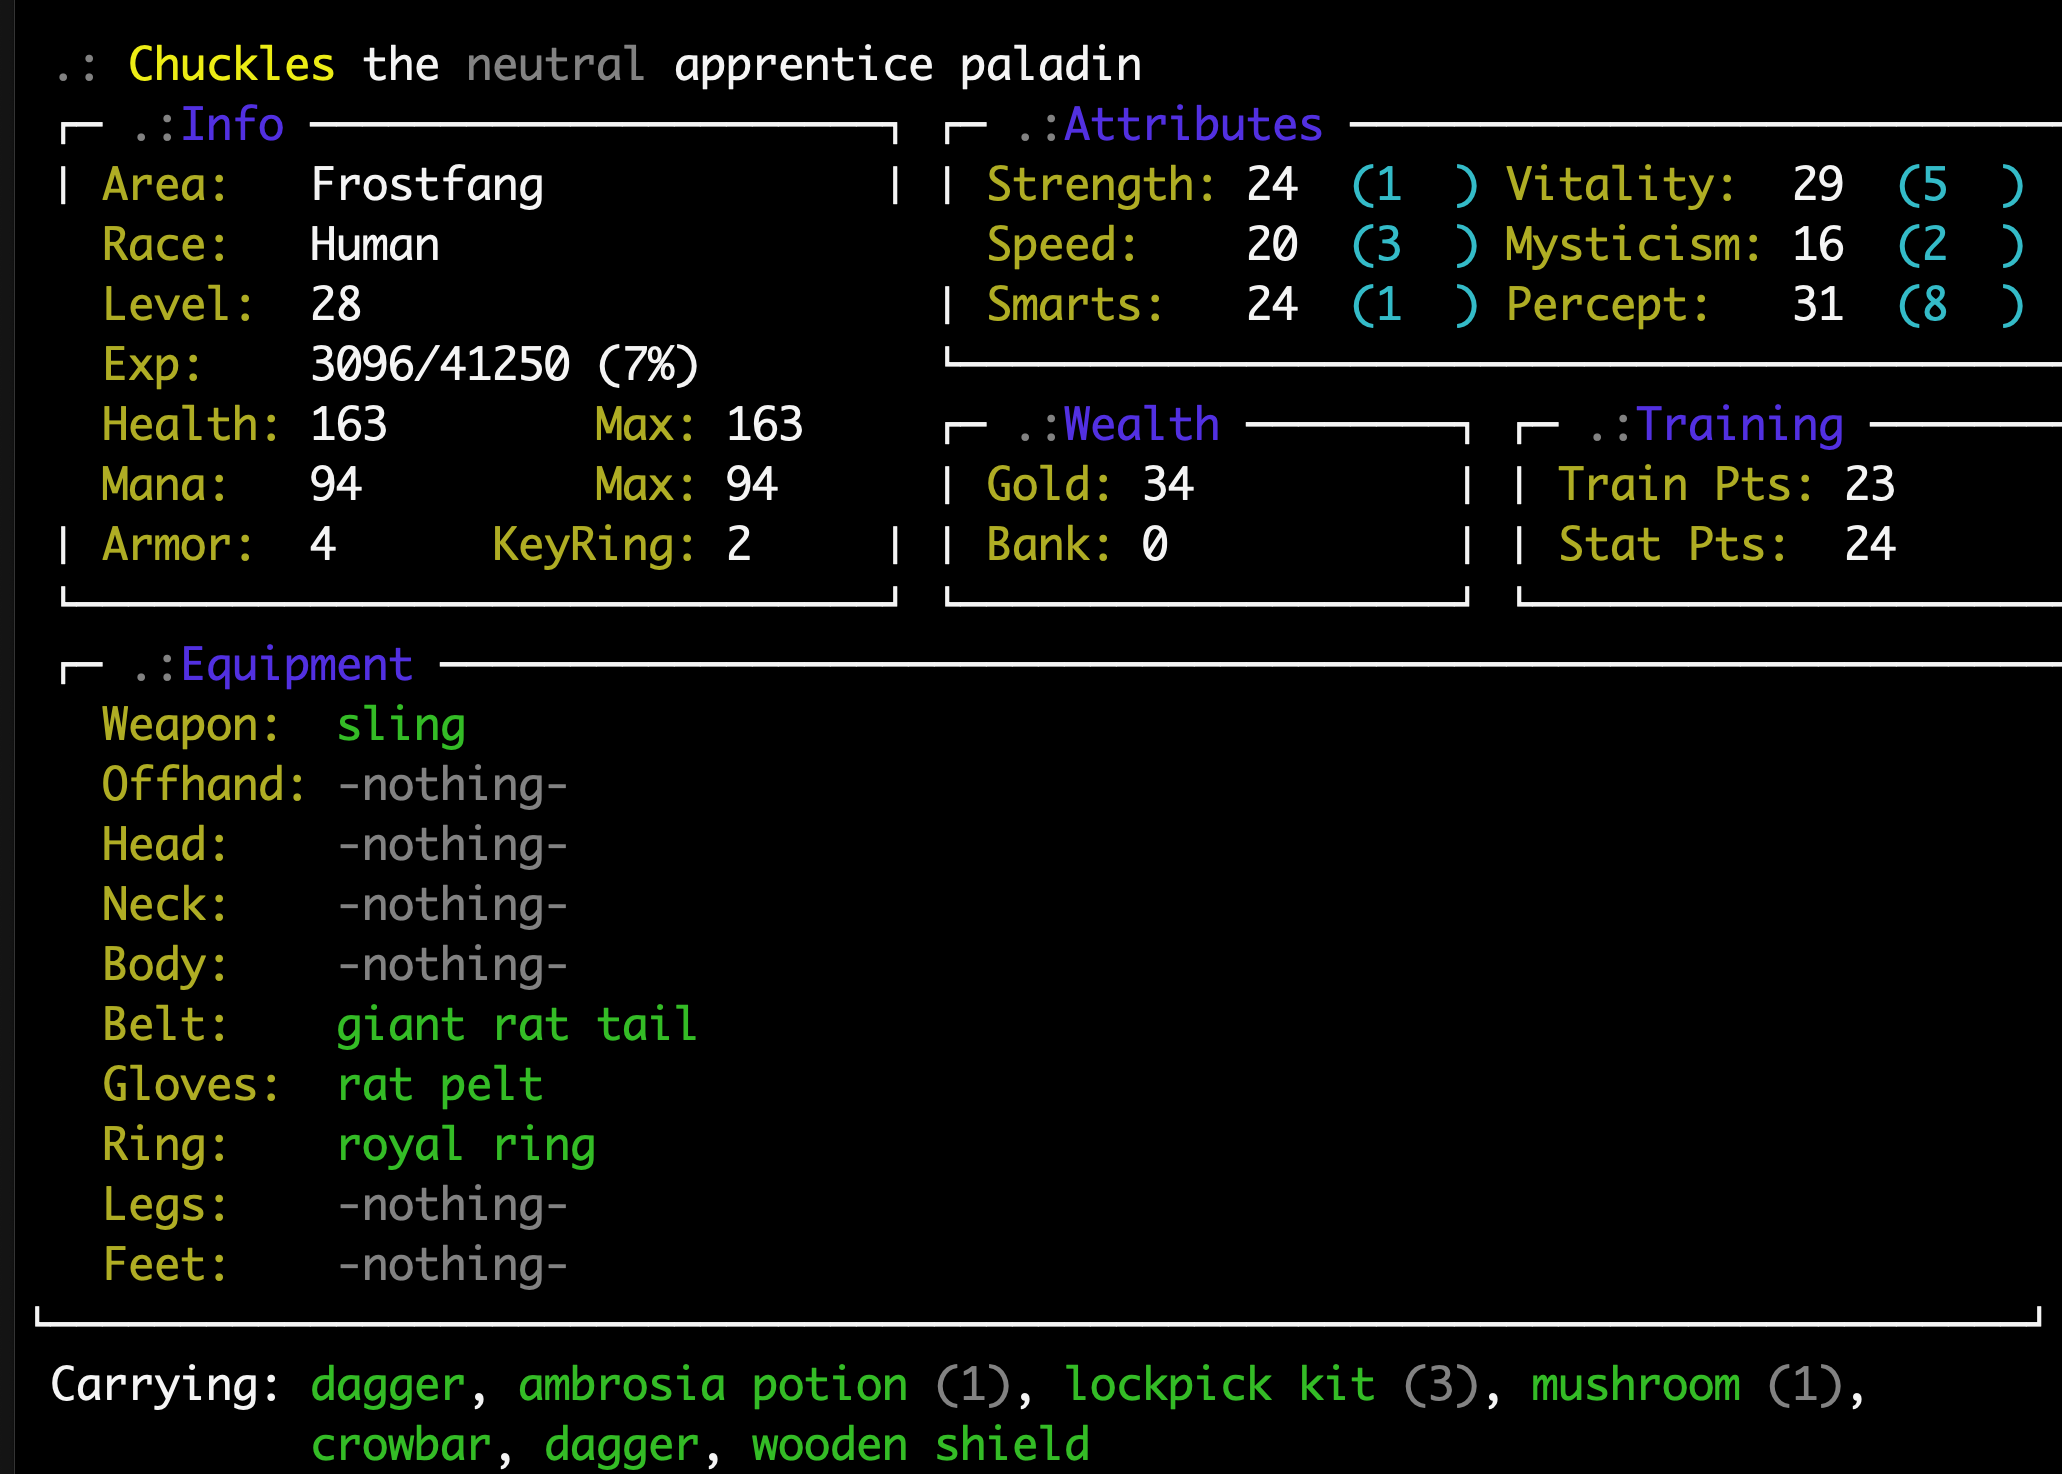 .: Chuckles the neutral apprentice paladin
.:Info
.:Attributes
Area: Frostfang
Strength: 24 (1 ) Vitality: 29 (5 )
Race: Human
Speed: 20 (3 ) Mysticism: 16 (2 )
Level: 28
Smarts: 24 (1 ) Percept: 31 (8 )
Exp: 3096/41250 (7%)
Health: 163 Max: 163
.:Wealth
.:Training
Mana: 94 Max: 94
Gold: 34
Train Pts: 23
Armor: 4 KeyRing: 2
Bank: 0
Stat Pts: 24
.:Equipment
Weapon: sling
Offhand: -nothing-
Head: -nothing-
Neck: -nothing-
Body: -nothing-
Belt: giant rat tail
Gloves: rat pelt
Ring: royal ring
Legs: -nothing-
Feet: -nothing-
Carrying: dagger, ambrosia potion (1), lockpick kit (3), mushroom (1),
crowbar, dagger, wooden shield